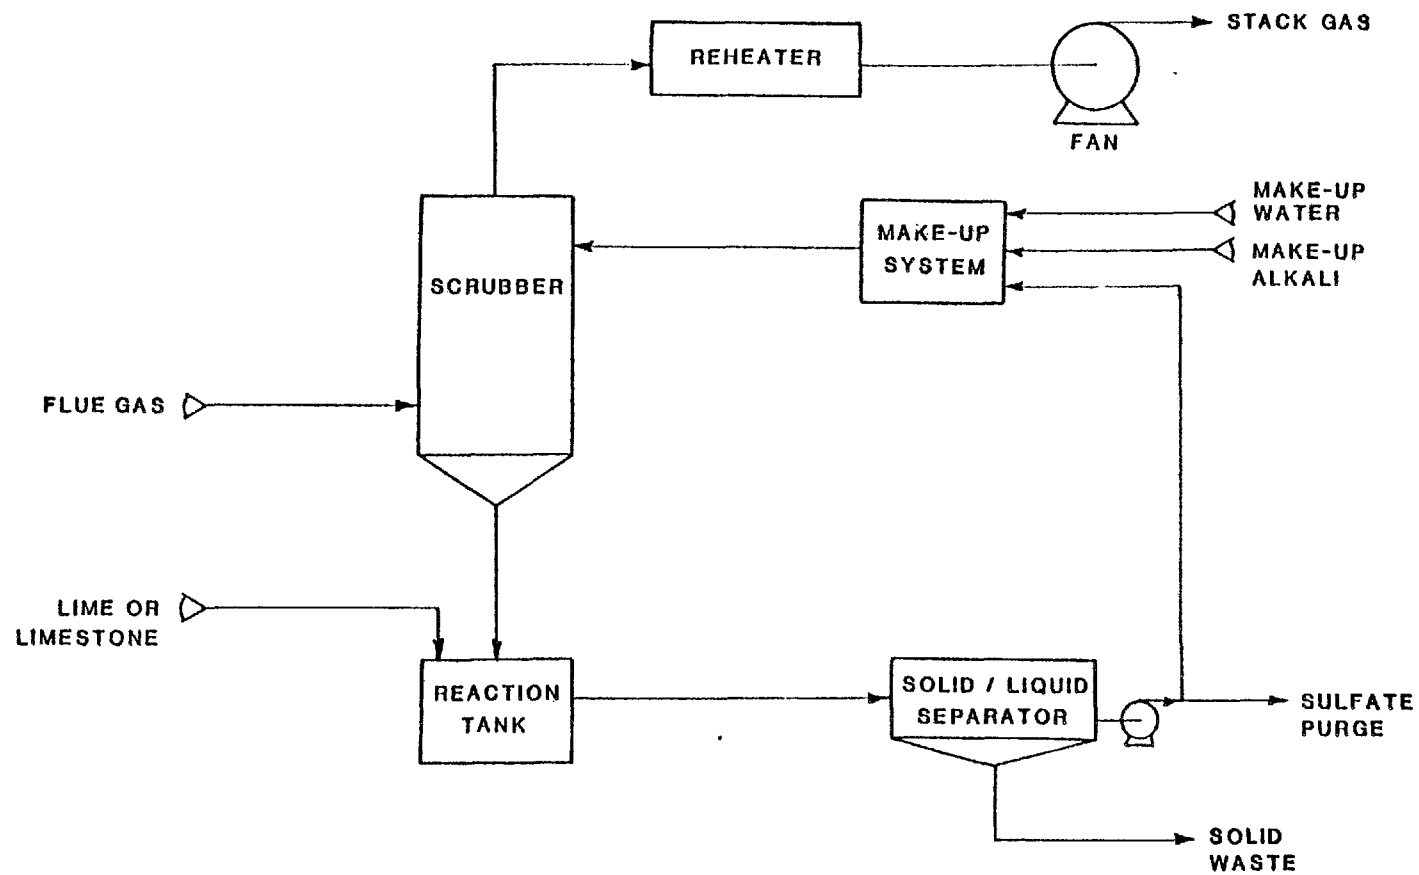 REHEATER
STACK GAS
FAN
MAKE-UP
WATER
MAKE-UP
SYSTEM
MAKE-UP
ALKALI
SCRUBBER
FLUE GAS
LIME OR
LIMESTONE
REACTION
TANK
SOLID / LIQUID
SEPARATOR
SULFATE
PURGE
SOLID
WASTE